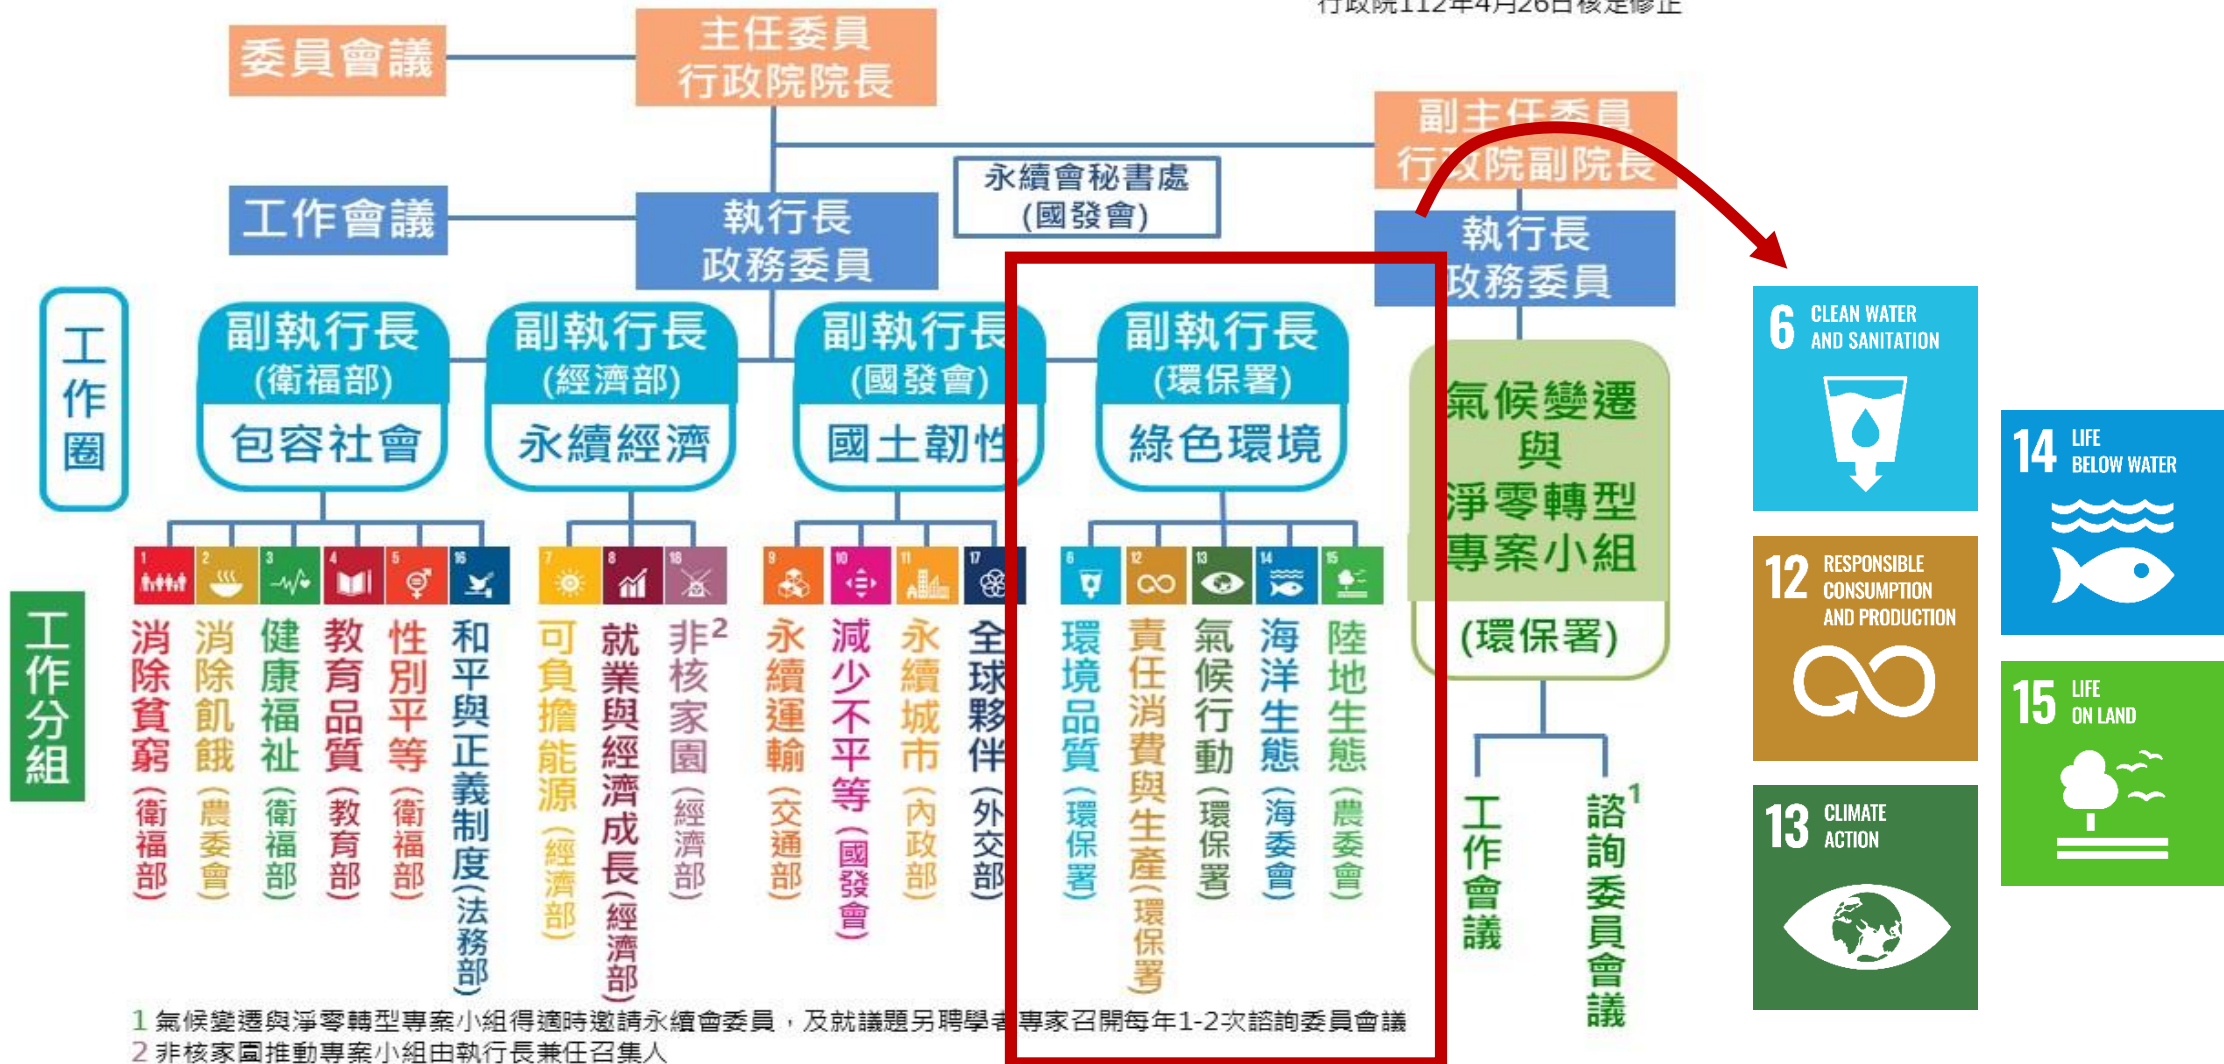 行政院112年4月26日核定修正
委員會議
主任委員
行政院院長
副主任委員
行政院副院長
永續會秘書處
(國發會)
工作會議
執行長
政務委員
執行長
政務委員
工作圈
副執行長
(衛福部)
包容社會
副執行長
(經濟部)
永續經濟
副執行長
(國發會)
國土韌性
副執行長
(環保署)
綠色環境
氣候變遷
與
淨零轉型
專案小組
(環保署)
工作分組
1
消除貧窮(衛福部)
2
消除飢餓(農委會)
3
健康福祉(衛福部)
4
教育品質(教育部)
5
性別平等(衛福部)
16
和平與正義制度(法務部)
7
可負擔能源(經濟部)
8
就業與經濟成長(經濟部)
18
非核家園(經濟部)2
9
永續運輸(交通部)
10
減少不平等(國發會)
11
永續城市(內政部)
17
全球夥伴(外交部)
6
環境品質(環保署)
12
責任消費與生產(環保署)
13
氣候行動(環保署)
14
海洋生態(海委會)
15
陸地生態(農委會)
工作會議
諮詢委員會議1
1 氣候變遷與淨零轉型專案小組得適時邀請永續會委員,及就議題另聘學者專家召開每年1-2次諮詢委員會議
2 非核家園推動專案小組由執行長兼任召集人
6 CLEAN WATER
AND SANITATION
12 RESPONSIBLE
CONSUMPTION
AND PRODUCTION
13 CLIMATE
ACTION
14 LIFE
BELOW WATER
15 LIFE
ON LAND